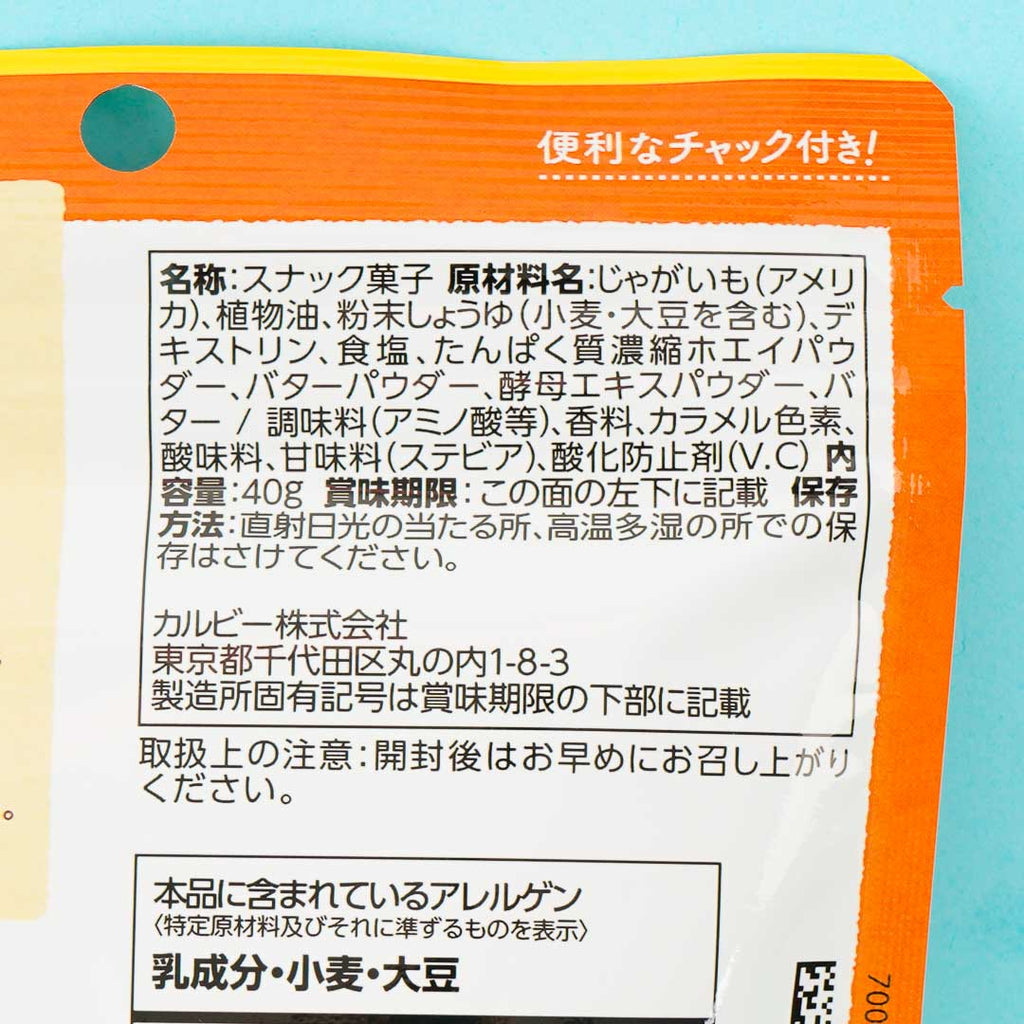 便利なチャック付き!
名称:スナック菓子 原材料名:じゃがいも(アメリ
カ)、植物油、粉末しょうゆ(小麦・大豆を含む)、デ
キストリン、食塩、たんぱく質濃縮ホエイパウ
ダー、バターパウダー、酵母エキスパウダー、バ
ター / 調味料(アミノ酸等)、香料、カラメル色素、
酸味料、甘味料(ステビア)、酸化防止剤(V.C) 内
容量:40g 賞味期限:この面の左下に記載 保存
方法:直射日光の当たる所、高温多湿の所での保
存はさけてください。
カルビー株式会社
東京都千代田区丸の内1-8-3
製造所固有記号は賞味期限の下部に記載
取扱上の注意:開封後はお早めにお召し上がり
ください。
。
本品に含まれているアレルゲン
〈特定原材料及びそれに準ずるものを表示〉
乳成分・小麦・大豆
700